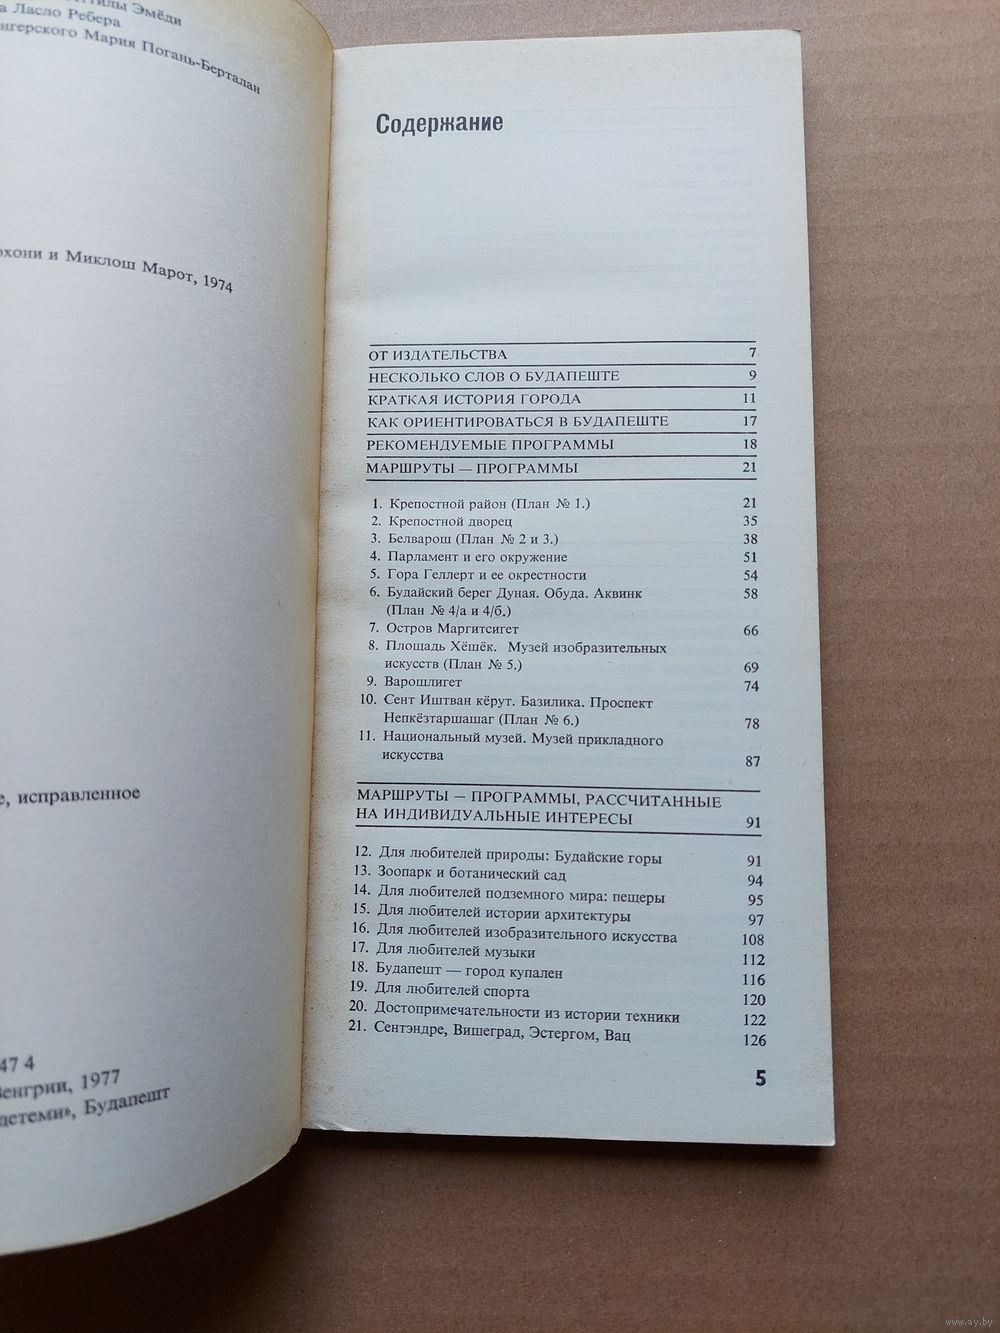 Эмёди
Ласло Ребера
Мария Погань-Берталан
и Миклош Марот, 1974
исправленное
47 4
1977
Будапешт
Содержание
ОТ ИЗДАТЕЛЬСТВА 7
НЕСКОЛЬКО СЛОВ О БУДАПЕШТЕ 9
КРАТКАЯ ИСТОРИЯ ГОРОДА 11
КАК ОРИЕНТИРОВАТЬСЯ В БУДАПЕШТЕ 17
РЕКОМЕНДУЕМЫЕ ПРОГРАММЫ 18
МАРШРУТЫ — ПРОГРАММЫ 21
1. Крепостной район (План № 1.) 21
2. Крепостной дворец 35
3. Белварош (План № 2 и 3.) 38
4. Парламент и его окружение 51
5. Гора Геллерт и ее окрестности 54
6. Будайский берег Дуная. Обуда. Аквинк 58
(План № 4/а и 4/б.)
7. Остров Маргитсигет 66
8. Площадь Хёшёк. Музей изобразительных
искусств (План № 5.) 69
9. Варошлигет 74
10. Сент Иштван кёрут. Базилика. Проспект
Непкёзтаршашаг (План № 6.) 78
11. Национальный музей. Музей прикладного
искусства 87
МАРШРУТЫ — ПРОГРАММЫ, РАССЧИТАННЫЕ
НА ИНДИВИДУАЛЬНЫЕ ИНТЕРЕСЫ 91
12. Для любителей природы: Будайские горы 91
13. Зоопарк и ботанический сад 94
14. Для любителей подземного мира: пещеры 95
15. Для любителей истории архитектуры 97
16. Для любителей изобразительного искусства 108
17. Для любителей музыки 112
18. Будапешт — город купален 116
19. Для любителей спорта 120
20. Достопримечательности из истории техники 122
21. Сентэндре, Вишеград, Эстергом, Вац 126
5
www.ay.by